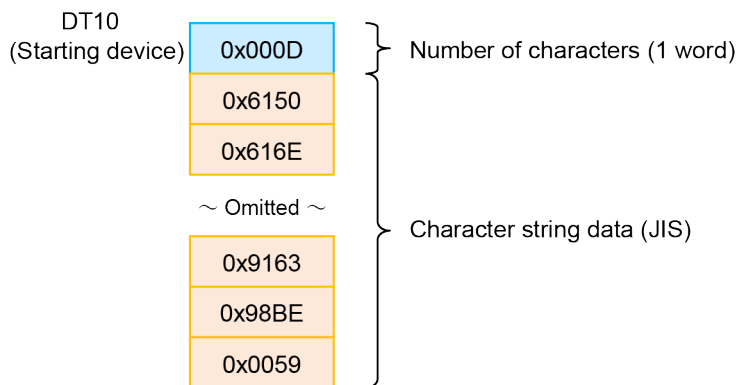 DT10
(Starting device)
0x000D
Number of characters (1 word)
0x6150
0x616E
～ Omitted ～
Character string data (JIS)
0x9163
0x98BE
0x0059